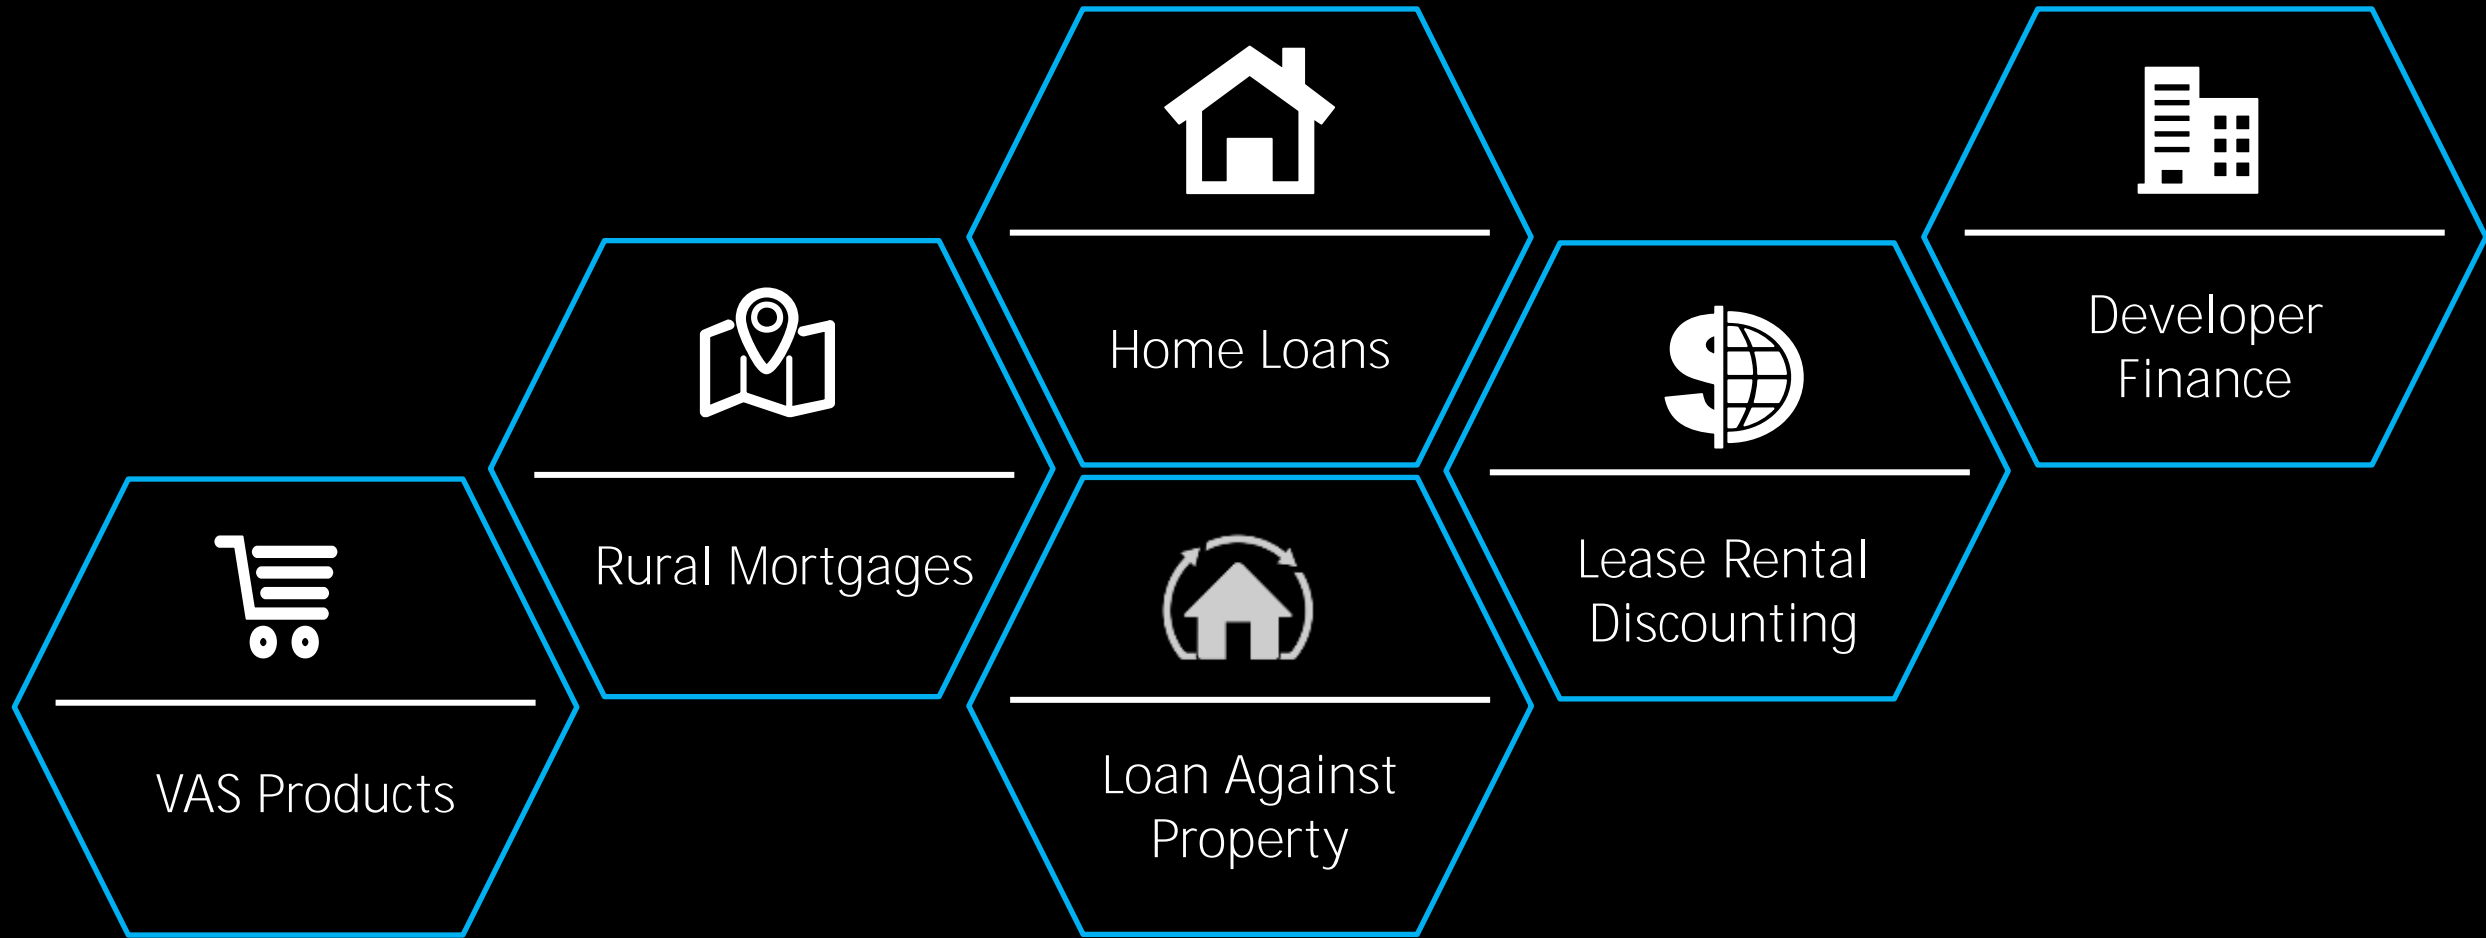 Home Loans
Developer
Finance
Rural Mortgages
Lease Rental
Discounting
VAS Products
Loan Against
Property